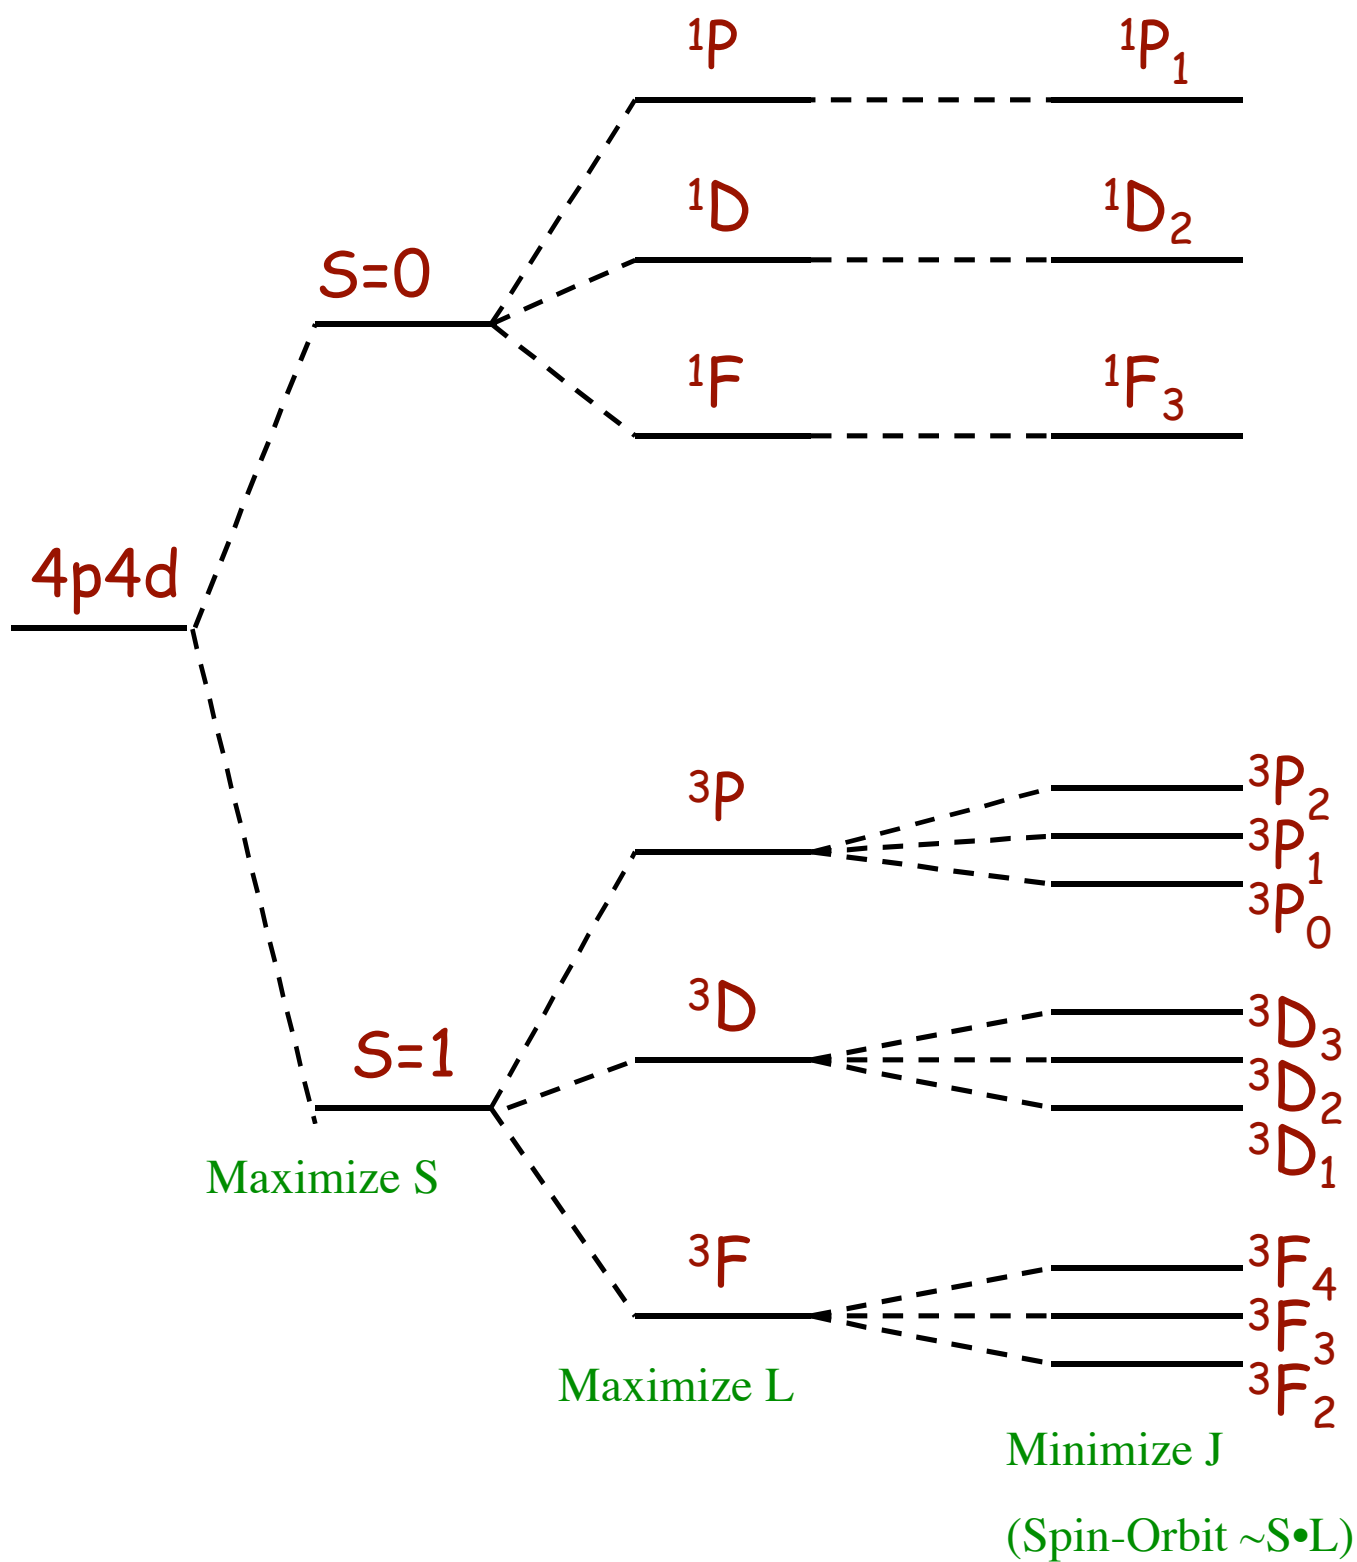 ¹P ¹P₁
¹D ¹D₂
S=0
¹F ¹F₃
4p4d
³P ³P₂
³P₁
³P₀
³D ³D₃
S=1 ³D₂
³D₁
Maximize S
³F ³F₄
³F₃
³F₂
Maximize L
Minimize J
(Spin-Orbit ~S•L)